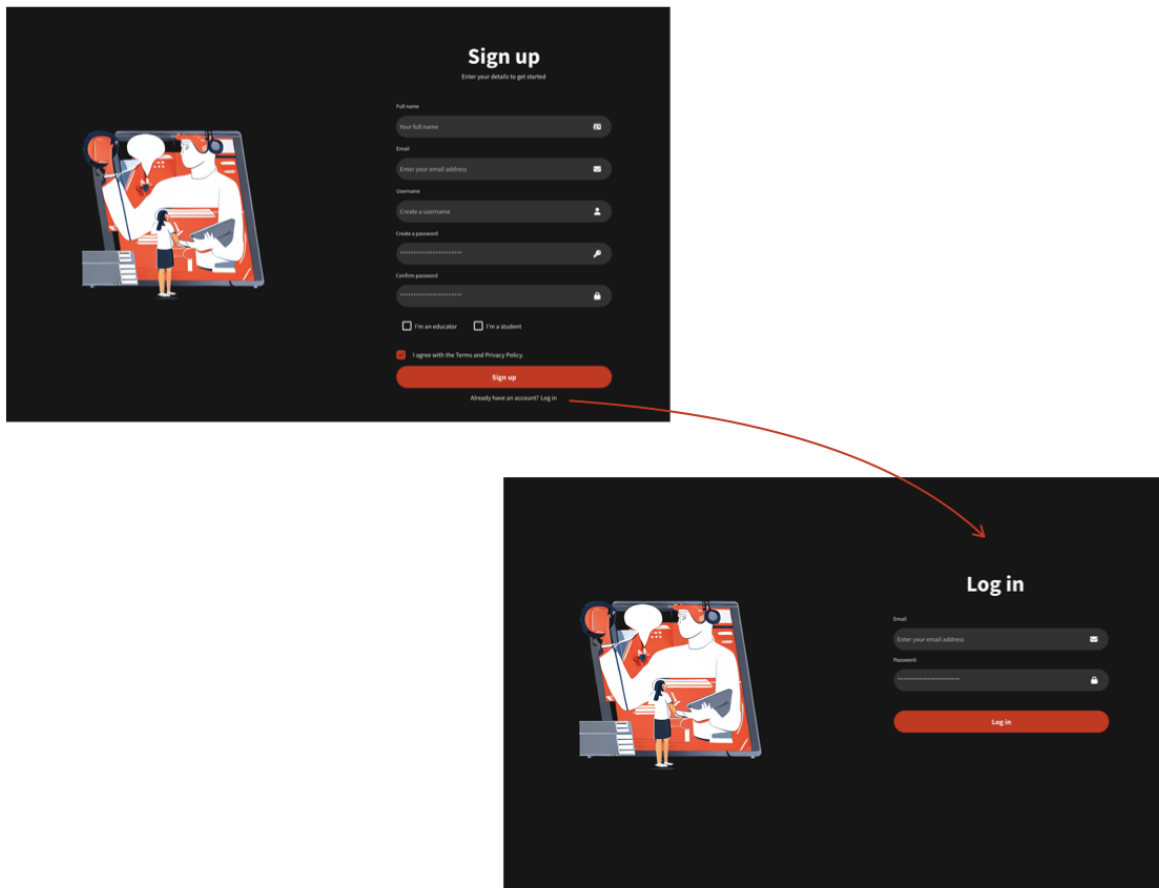 Sign up
Enter your details to get started
Full name
Your full name
Email
Enter your email address
Username
Create a username
Create a password
************************
Confirm password
************************
I'm an educator I'm a student
I agree with the Terms and Privacy Policy.
Sign up
Already have an account? Log in
Log in
Email
Enter your email address
Password:
************************
Log in